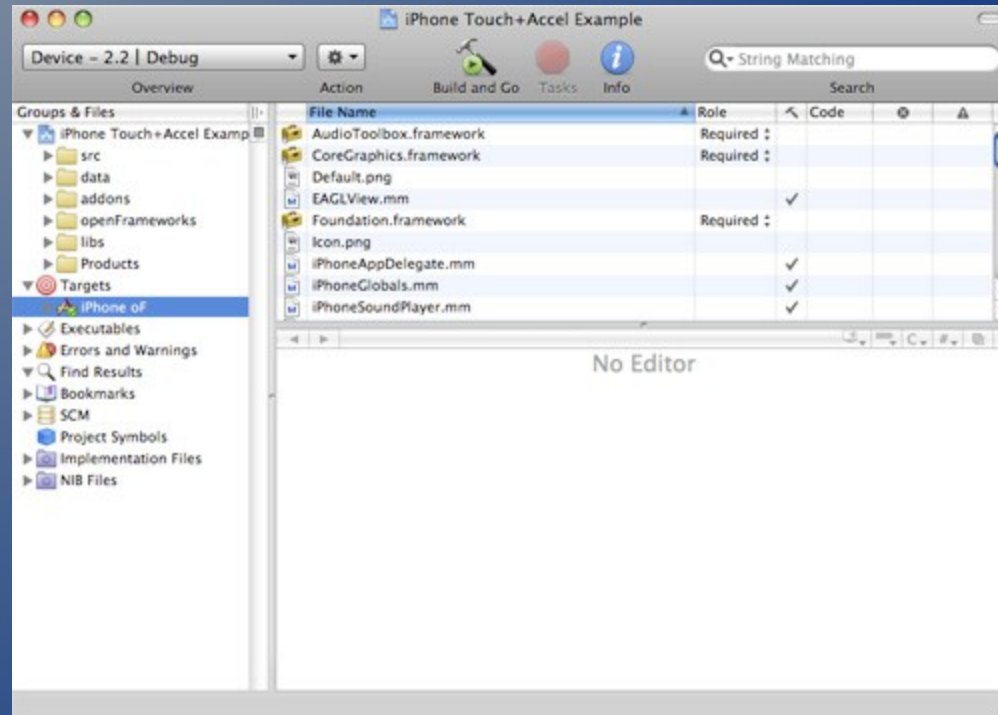 iPhone Touch+Accel Example
Device – 2.2 | Debug
String Matching
Overview
Action
Build and Go
Tasks
Info
Search
Groups & Files
File Name
Role
Code
iPhone Touch+Accel Examp
AudioToolbox.framework
Required
src
CoreGraphics.framework
Required
data
Default.png
addons
EAGLView.mm
openFrameworks
Foundation.framework
Required
libs
Icon.png
Products
iPhoneAppDelegate.mm
Targets
iPhoneGlobals.mm
iPhone oF
iPhoneSoundPlayer.mm
Executables
Errors and Warnings
No Editor
Find Results
Bookmarks
SCM
Project Symbols
Implementation Files
NIB Files